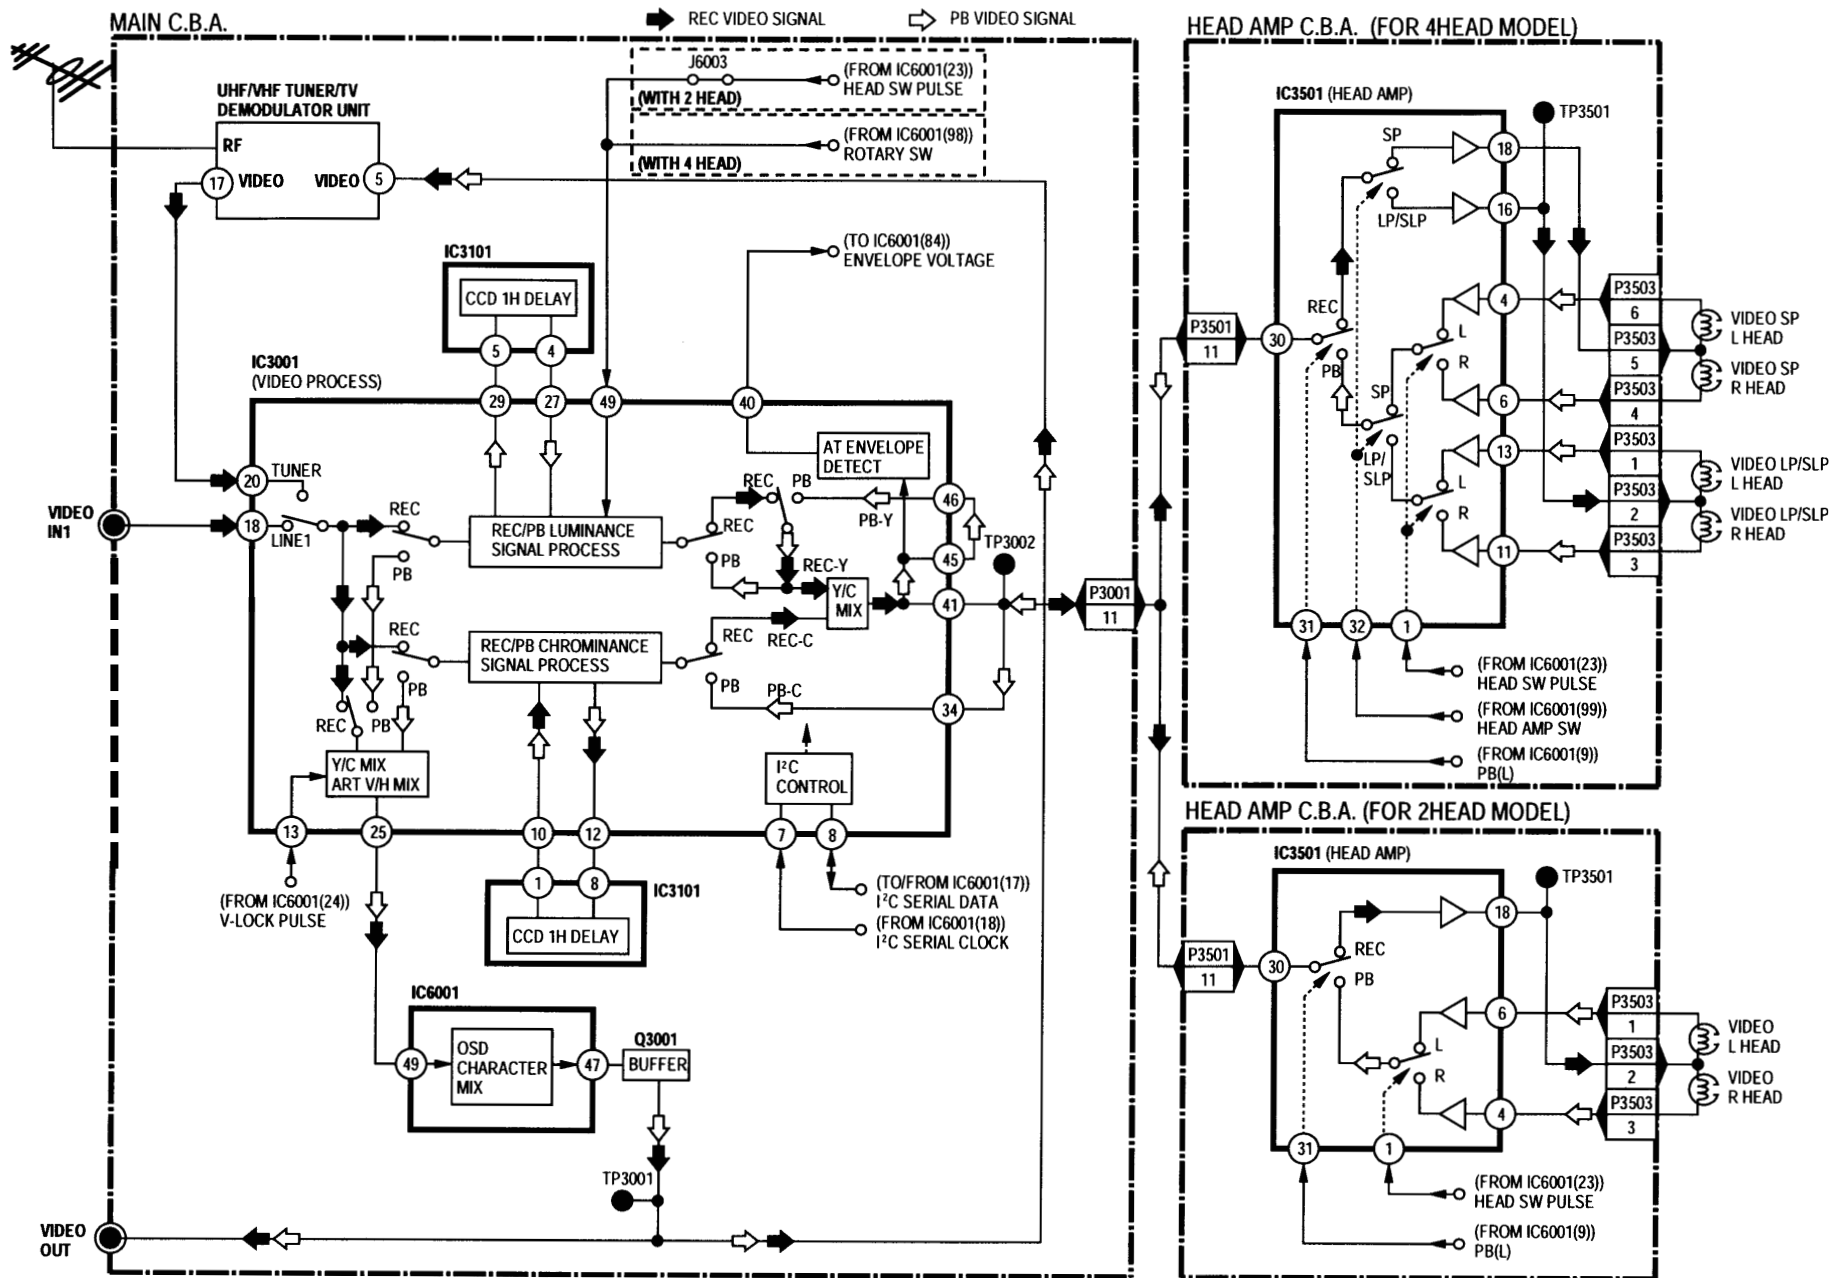 MAIN C.B.A.
REC VIDEO SIGNAL
PB VIDEO SIGNAL
UHF/VHF TUNER/TV
DEMODULATOR UNIT
RF
17
VIDEO
VIDEO
5
J6003
(WITH 2 HEAD)
(FROM IC6001(23))
HEAD SW PULSE
(WITH 4 HEAD)
(FROM IC6001(98))
ROTARY SW
IC3101
CCD 1H DELAY
5
4
(TO IC6001(84))
ENVELOPE VOLTAGE
IC3001
(VIDEO PROCESS)
29
27
49
40
AT ENVELOPE
DETECT
20
TUNER
VIDEO
IN1
18
LINE1
REC
PB
REC/PB LUMINANCE
SIGNAL PROCESS
REC
PB
REC
PB
PB-Y
46
45
REC-Y
Y/C
MIX
41
TP3002
P3001
11
REC
PB
REC/PB CHROMINANCE
SIGNAL PROCESS
REC
REC-C
PB
PB-C
34
REC
PB
Y/C MIX
ART V/H MIX
I²C
CONTROL
13
25
10
12
7
8
(FROM IC6001(24))
V-LOCK PULSE
1
8
IC3101
CCD 1H DELAY
(TO/FROM IC6001(17))
I²C SERIAL DATA
(FROM IC6001(18))
I²C SERIAL CLOCK
IC6001
49
OSD
CHARACTER
MIX
47
Q3001
BUFFER
TP3001
VIDEO
OUT
HEAD AMP C.B.A. (FOR 4HEAD MODEL)
IC3501 (HEAD AMP)
TP3501
SP
18
LP/SLP
16
P3501
11
30
REC
PB
4
L
R
SP
6
LP/
SLP
13
L
R
11
P3503
6
P3503
5
P3503
4
P3503
1
P3503
2
P3503
3
VIDEO SP
L HEAD
VIDEO SP
R HEAD
VIDEO LP/SLP
L HEAD
VIDEO LP/SLP
R HEAD
31
32
1
(FROM IC6001(23))
HEAD SW PULSE
(FROM IC6001(99))
HEAD AMP SW
(FROM IC6001(9))
PB(L)
HEAD AMP C.B.A. (FOR 2HEAD MODEL)
IC3501 (HEAD AMP)
TP3501
18
P3501
11
30
REC
PB
6
L
R
4
P3503
1
P3503
2
P3503
3
VIDEO
L HEAD
VIDEO
R HEAD
31
1
(FROM IC6001(23))
HEAD SW PULSE
(FROM IC6001(9))
PB(L)